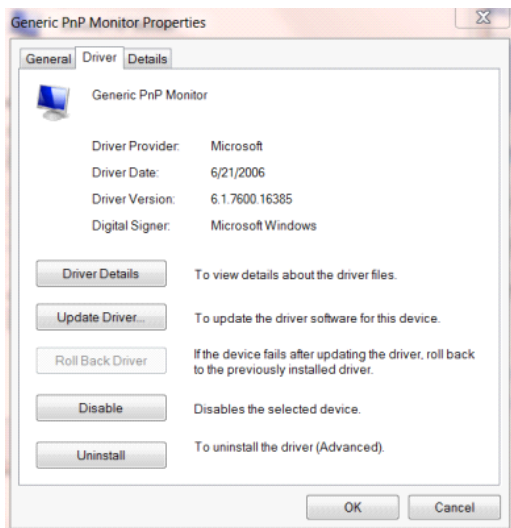 Generic PnP Monitor Properties
General Driver Details
Generic PnP Monitor
Driver Provider: Microsoft
Driver Date: 6/21/2006
Driver Version: 6.1.7600.16385
Digital Signer: Microsoft Windows
Driver Details To view details about the driver files.
Update Driver... To update the driver software for this device.
Roll Back Driver If the device fails after updating the driver, roll back
to the previously installed driver.
Disable Disables the selected device.
Uninstall To uninstall the driver (Advanced).
OK Cancel